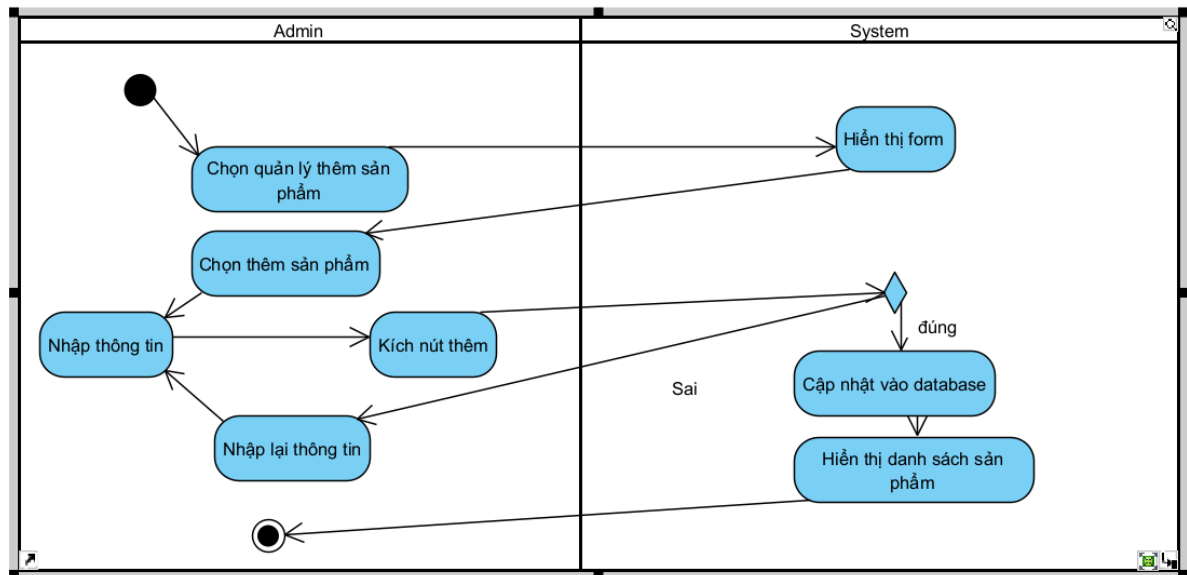 Admin
System
Hiển thị form
Chọn quản lý thêm sản
phẩm
Chọn thêm sản phẩm
đúng
Nhập thông tin
Kích nút thêm
Cập nhật vào database
Sai
Nhập lại thông tin
Hiển thị danh sách sản
phẩm